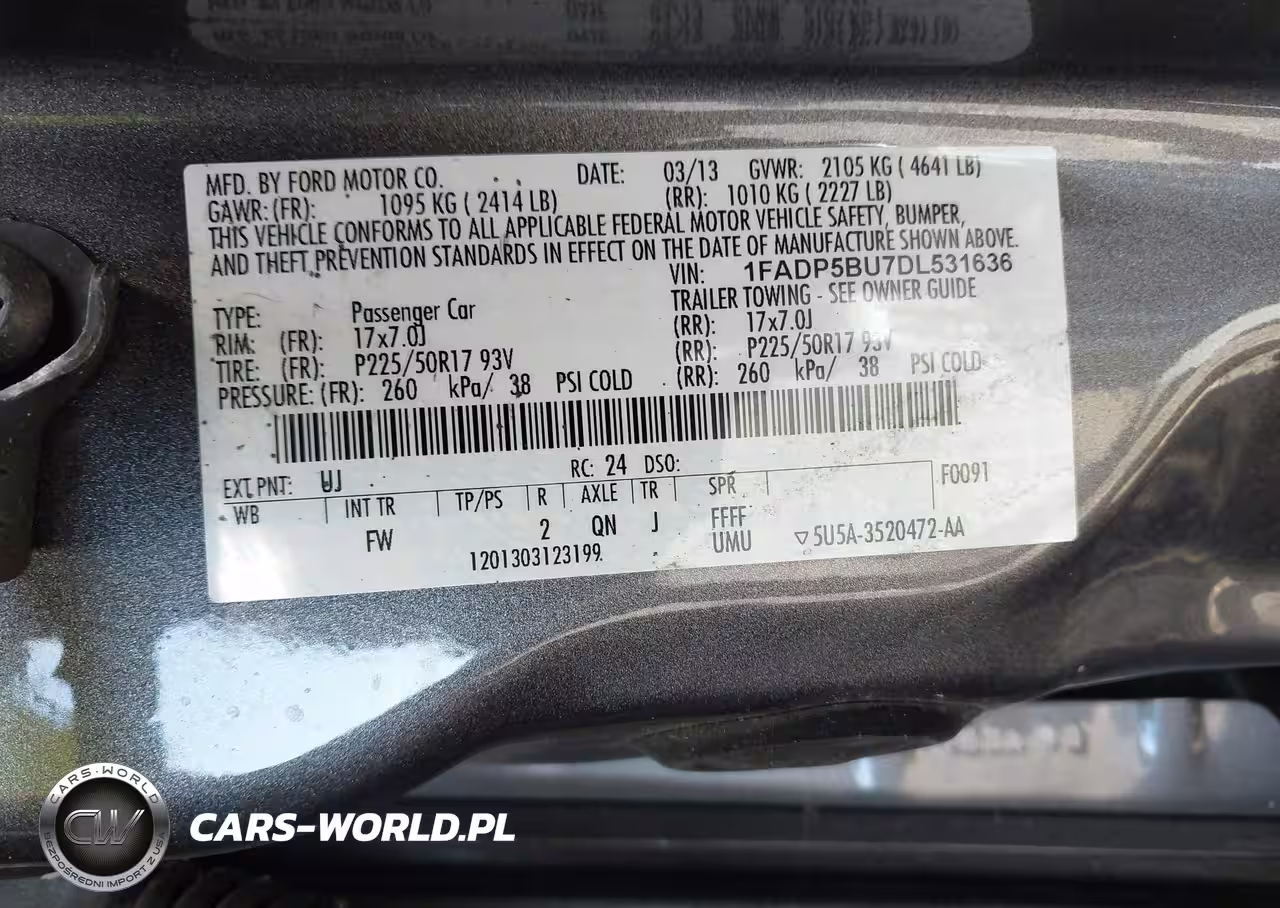 MFD. BY FORD MOTOR CO. DATE: 03/13 GVWR: 2105 KG ( 4641 LB)
GAWR: (FR): 1095 KG ( 2414 LB) (RR): 1010 KG ( 2227 LB)
THIS VEHICLE CONFORMS TO ALL APPLICABLE FEDERAL MOTOR VEHICLE SAFETY, BUMPER,
AND THEFT PREVENTION STANDARDS IN EFFECT ON THE DATE OF MANUFACTURE SHOWN ABOVE.
VIN: 1FADP5BU7DL531636
TYPE: Passenger Car TRAILER TOWING - SEE OWNER GUIDE
RIM: (FR): 17x7.0J (RR): 17x7.0J
TIRE: (FR): P225/50R17 93V (RR): P225/50R17 93V
PRESSURE: (FR): 260 kPa/ 38 PSI COLD (RR): 260 kPa/ 38 PSI COLD
EXT PNT: UJ RC: 24 DSO:
WB INT TR TP/PS R AXLE TR SPR F0091
FW 2 QN J FFFF
UMU ▽5U5A-3520472-AA
1201303123199
CARS-WORLD
CW
BEZPOŚREDNI IMPORT Z USA
CARS-WORLD.PL